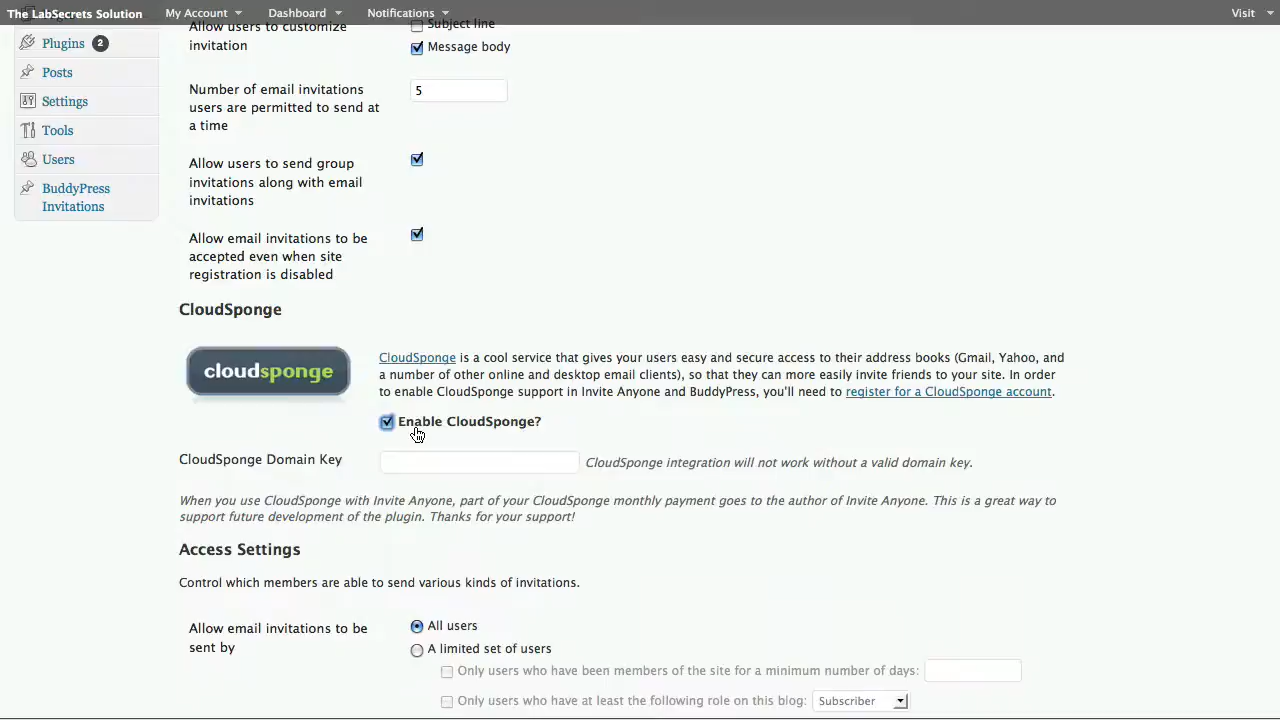 The LabSecrets Solution My Account Dashboard Notifications Visit
Plugins 2
Posts
Settings
Tools
Users
BuddyPress
Invitations
Allow users to customize
invitation
Subject line
Message body
Number of email invitations
users are permitted to send at
a time
5
Allow users to send group
invitations along with email
invitations
Allow email invitations to be
accepted even when site
registration is disabled
CloudSponge
cloudsponge
CloudSponge is a cool service that gives your users easy and secure access to their address books (Gmail, Yahoo, and
a number of other online and desktop email clients), so that they can more easily invite friends to your site. In order
to enable CloudSponge support in Invite Anyone and BuddyPress, you'll need to register for a CloudSponge account.
Enable CloudSponge?
CloudSponge Domain Key
CloudSponge integration will not work without a valid domain key.
When you use CloudSponge with Invite Anyone, part of your CloudSponge monthly payment goes to the author of Invite Anyone. This is a great way to
support future development of the plugin. Thanks for your support!
Access Settings
Control which members are able to send various kinds of invitations.
Allow email invitations to be
sent by
All users
A limited set of users
Only users who have been members of the site for a minimum number of days:
Only users who have at least the following role on this blog: Subscriber